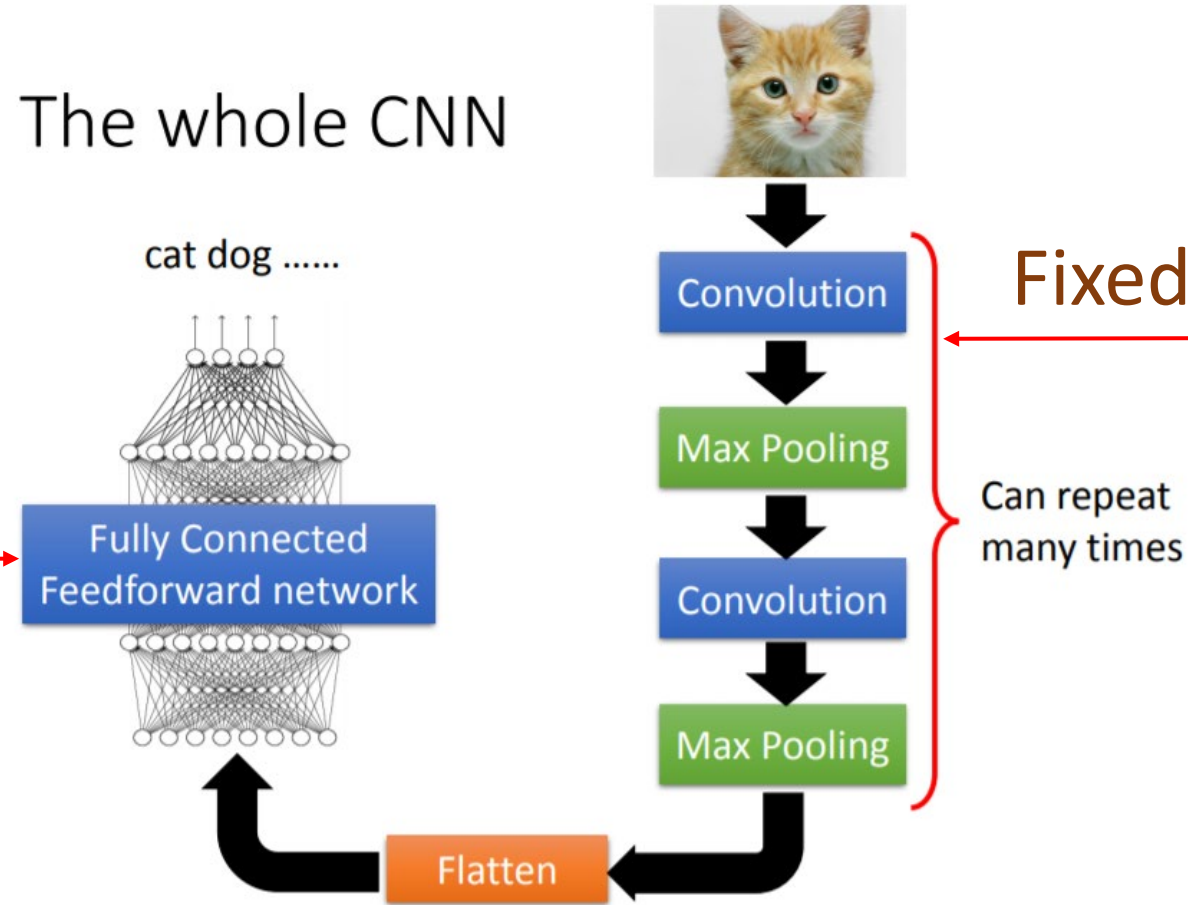 The whole CNN
cat dog ......
Convolution
Fixed
Max Pooling
Can repeat
many times
Convolution
Max Pooling
Flatten
Fully Connected
Feedforward network